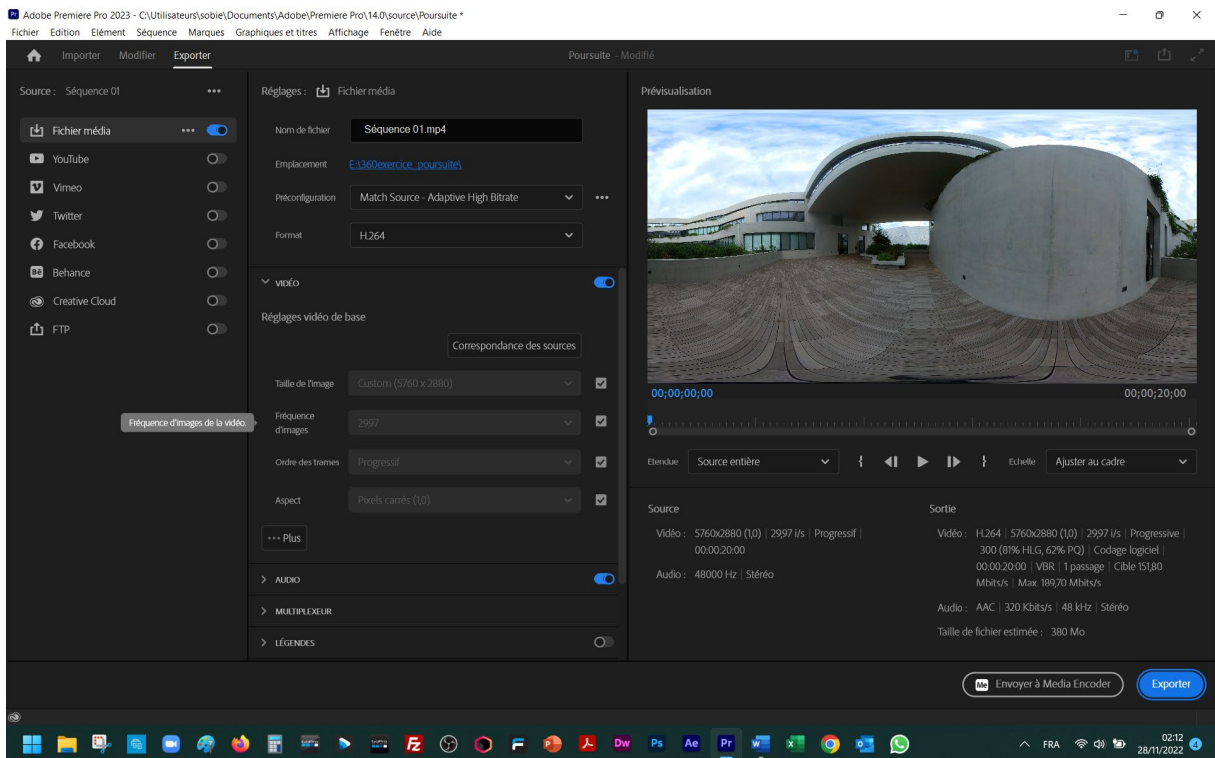 Adobe Premiere Pro 2023 - C:\Utilisateurs\sobie\Documents\Adobe\Premiere Pro\14.0\source\Poursuite *
Fichier Edition Elément Séquence Marques Graphiques et titres Affichage Fenêtre Aide
Importer Modifier Exporter
Poursuite - Modifié
Source : Séquence 01
Fichier média
YouTube
Vimeo
Twitter
Facebook
Behance
Creative Cloud
FTP
Réglages : Fichier média
Nom de fichier Séquence 01.mp4
Emplacement E:\360exercice_poursuite\
Préconfiguration Match Source - Adaptive High Bitrate
Format H.264
VIDÉO
Réglages vidéo de base
Correspondance des sources
Taille de l'image Custom (5760 x 2880)
Fréquence d'images de la vidéo.
Fréquence
d'images
29,97
Ordre des trames Progressif
Aspect Pixels carrés (1,0)
Plus
AUDIO
MULTIPLEXEUR
LÉGENDES
Prévisualisation
00;00;00;00 00;00;20;00
Etendue Source entière Echelle Ajuster au cadre
Source
Vidéo : 5760x2880 (1,0) | 29,97 i/s | Progressif |
00:00:20:00
Audio : 48000 Hz | Stéréo
Sortie
Vidéo : H.264 | 5760x2880 (1,0) | 29,97 i/s | Progressive |
300 (81% HLG, 62% PQ) | Codage logiciel |
00:00:20:00 | VBR | 1 passage | Cible 151,80
Mbits/s | Max. 189,70 Mbits/s
Audio : AAC | 320 Kbits/s | 48 kHz | Stéréo
Taille de fichier estimée : 380 Mo
Me Envoyer à Media Encoder
Exporter
Dw Ps Ae Pr
FRA
02:12
28/11/2022
4